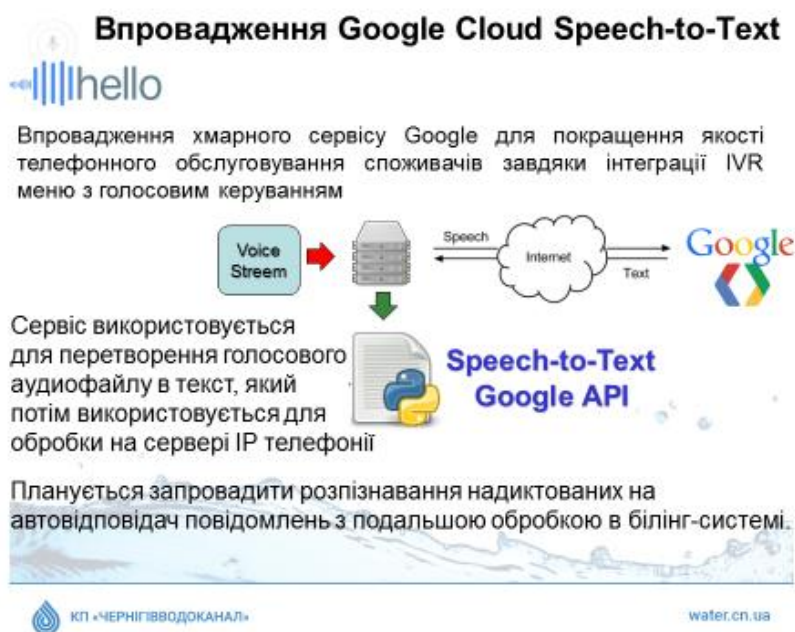 Впровадження Google Cloud Speech-to-Text
hello
Впровадження хмарного сервісу Google для покращення якості
телефонного обслуговування споживачів завдяки інтеграції IVR
меню з голосовим керуванням
Voice
Streem
Speech
Internet
Text
Google
Сервіс використовується
для перетворення голосового
аудиофайлу в текст, який
потім використовується для
обробки на сервері IP телефонії
Speech-to-Text
Google API
Планується запровадити розпізнавання надиктованих на
автовідповідач повідомлень з подальшою обробкою в білінг-системі.
КП «ЧЕРНІГІВВОДОКАНАЛ»
water.cn.ua